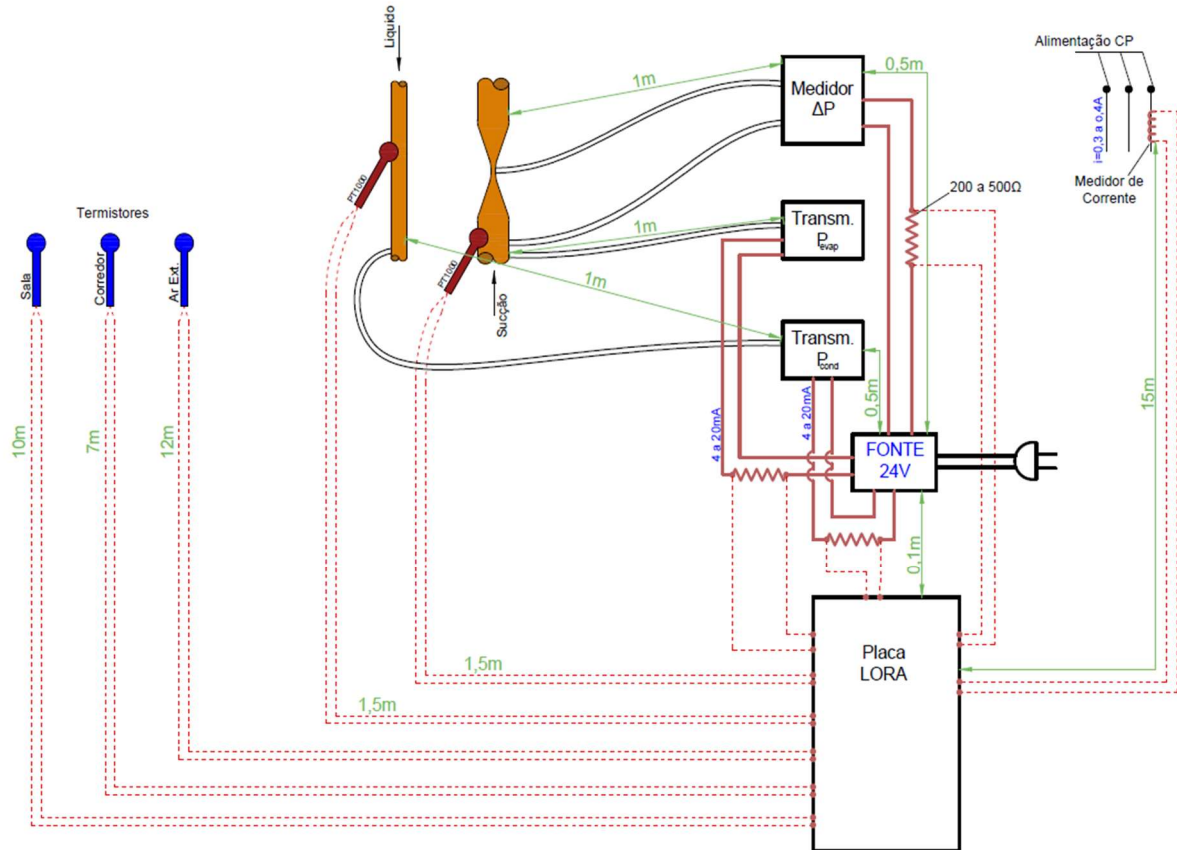 Líquido
Alimentação CP
1m
0,5m
Medidor
ΔP
i=0,3 a o,4A
PT1000
200 a 500Ω
Medidor de
Corrente
Termistores
Transm.
Pevap
1m
Sala
Corredor
Ar Ext.
PT1000
Sucção
1m
Transm.
Pcond
15m
10m
7m
12m
4 a 20mA
4 a 20mA
0,5m
FONTE
24V
0,1m
Placa
LORA
1,5m
1,5m